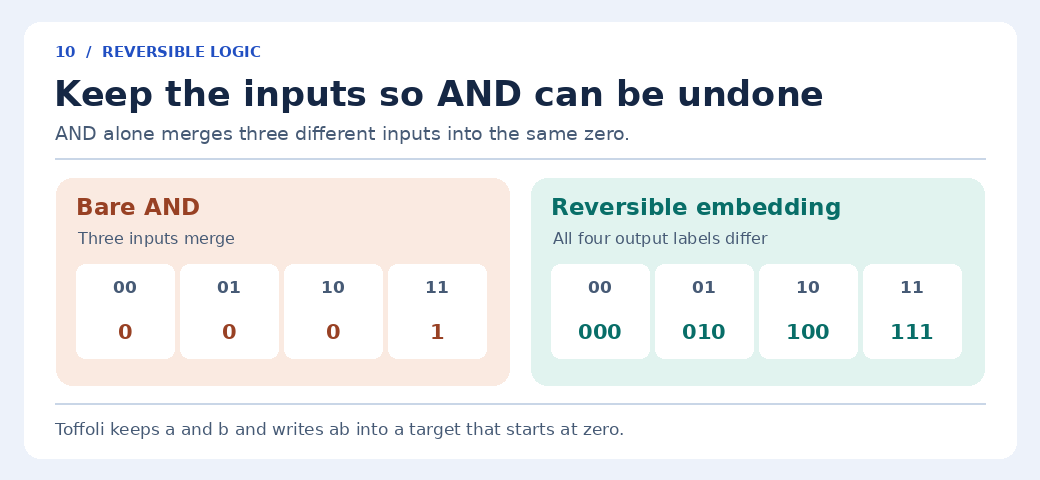 10 / REVERSIBLE LOGIC
Keep the inputs so AND can be undone
AND alone merges three different inputs into the same zero.
Bare AND
Three inputs merge
00 01 10 11
0 0 0 1
Reversible embedding
All four output labels differ
00 01 10 11
000 010 100 111
Toffoli keeps a and b and writes ab into a target that starts at zero.